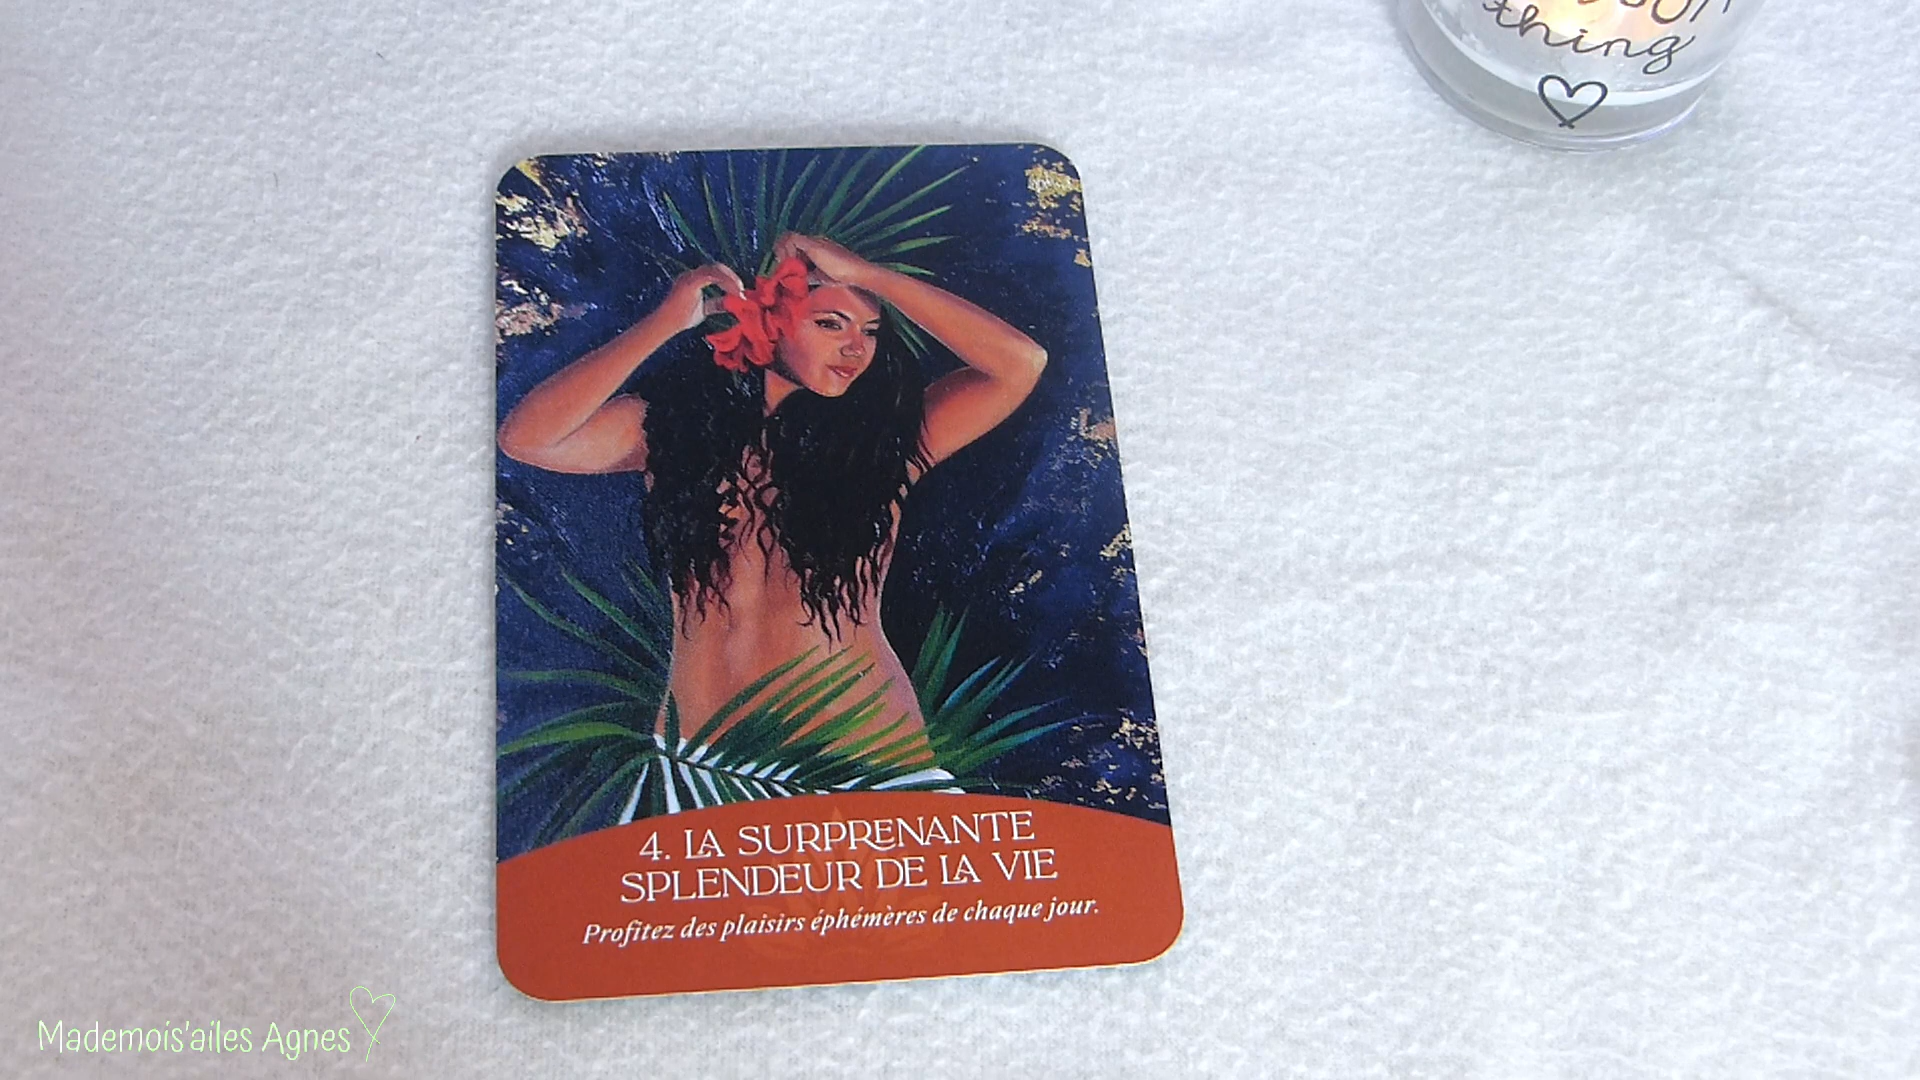 thing
4. LA SURPRENANTE
SPLENDEUR DE LA VIE
Profitez des plaisirs éphémères de chaque jour.
Mademois'ailes Agnes